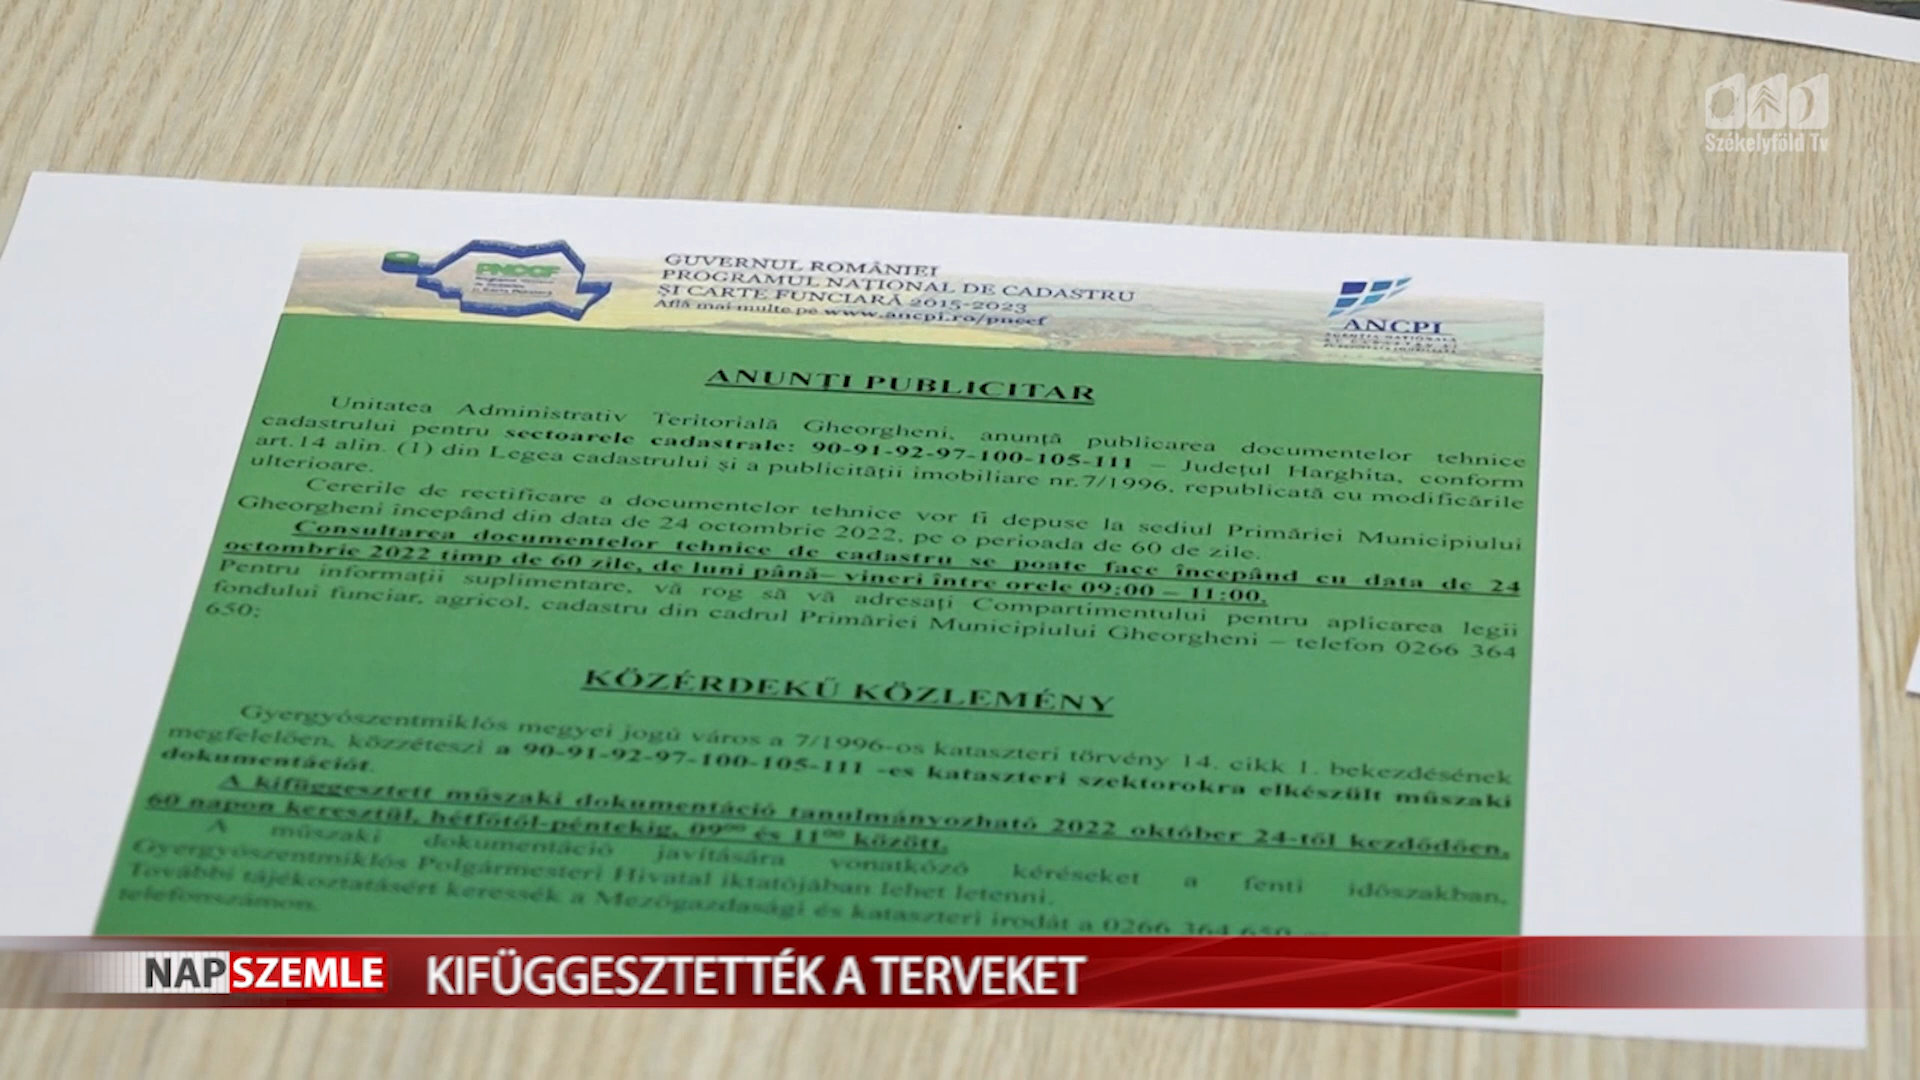 Székelyföld Tv
PNCCF
GUVERNUL ROMÂNIEI
PROGRAMUL NAȚIONAL DE CADASTRU
ȘI CARTE FUNCIARĂ 2015-2023
Află mai multe pe www.ancpi.ro/pnccf
ANCPI
ANUNȚI PUBLICITAR
Unitatea Administrativ Teritorială Gheorgheni, anunță publicarea documentelor tehnice
cadastrului pentru sectoarele cadastrale: 90-91-92-97-100-105-111 – Județul Harghita, conform
art.14 alin. (1) din Legea cadastrului și a publicității imobiliare nr.7/1996, republicată cu modificările
ulterioare.
Cererile de rectificare a documentelor tehnice vor fi depuse la sediul Primăriei Municipiului
Gheorgheni începând din data de 24 octombrie 2022, pe o perioada de 60 de zile.
Consultarea documentelor tehnice de cadastru se poate face începând cu data de 24
octombrie 2022 timp de 60 zile, de luni până– vineri între orele 09:00 – 11:00.
Pentru informații suplimentare, vă rog să vă adresați Compartimentului pentru aplicarea legii
fondului funciar, agricol, cadastru din cadrul Primăriei Municipiului Gheorgheni – telefon 0266 364
650;
KÖZÉRDEKŰ KÖZLEMÉNY
Gyergyószentmiklós megyei jogú város a 7/1996-os kataszteri törvény 14. cikk 1. bekezdésének
megfelelően, közzéteszi a 90-91-92-97-100-105-111 -es kataszteri szektorokra elkészült műszaki
dokumentációt.
A kifüggesztett műszaki dokumentáció tanulmányozható 2022 október 24-től kezdődően,
60 napon keresztül, hétfőtől-péntekig, 09⁰⁰ és 11⁰⁰ között.
A műszaki dokumentáció javítására vonatkozó kéréseket a fenti időszakban,
Gyergyószentmiklós Polgármesteri Hivatal iktatójában lehet letenni.
További tájékoztatásért keressék a Mezőgazdasági és kataszteri irodát a 0266 364 650
telefonszámon.
NAPSZEMLE KIFÜGGESZTETTÉK A TERVEKET